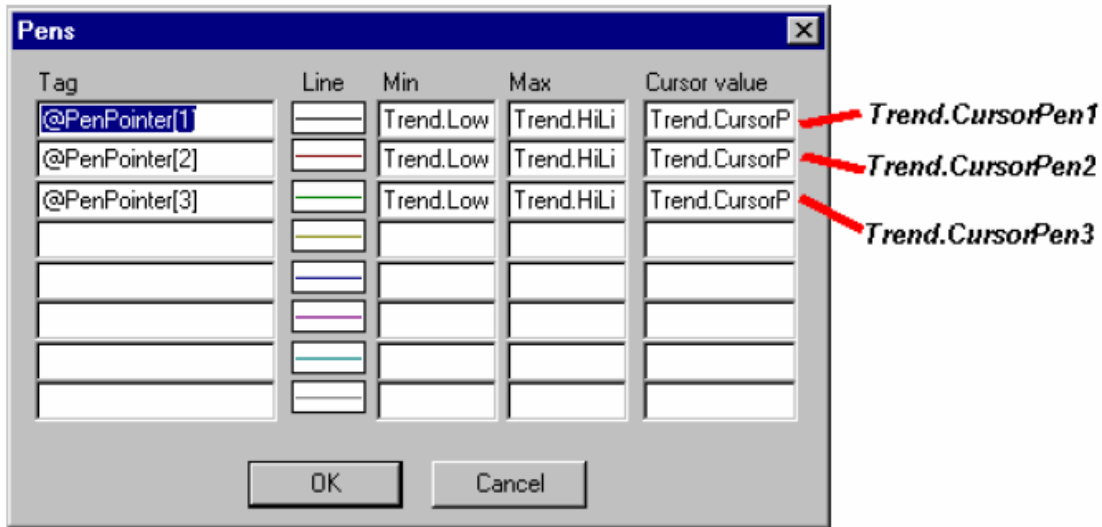 Pens
Tag Line Min Max Cursor value
@PenPointer[1] Trend.Low Trend.HiLi Trend.CursorP Trend.CursorPen1
@PenPointer[2] Trend.Low Trend.HiLi Trend.CursorP Trend.CursorPen2
@PenPointer[3] Trend.Low Trend.HiLi Trend.CursorP Trend.CursorPen3
OK Cancel